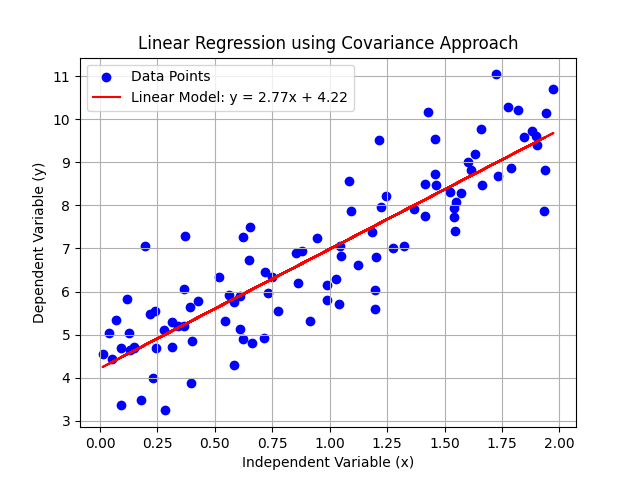 Linear Regression using Covariance Approach
Data Points
Linear Model: y = 2.77x + 4.22
Dependent Variable (y)
11
10
9
8
7
6
5
4
3
0.00 0.25 0.50 0.75 1.00 1.25 1.50 1.75 2.00
Independent Variable (x)